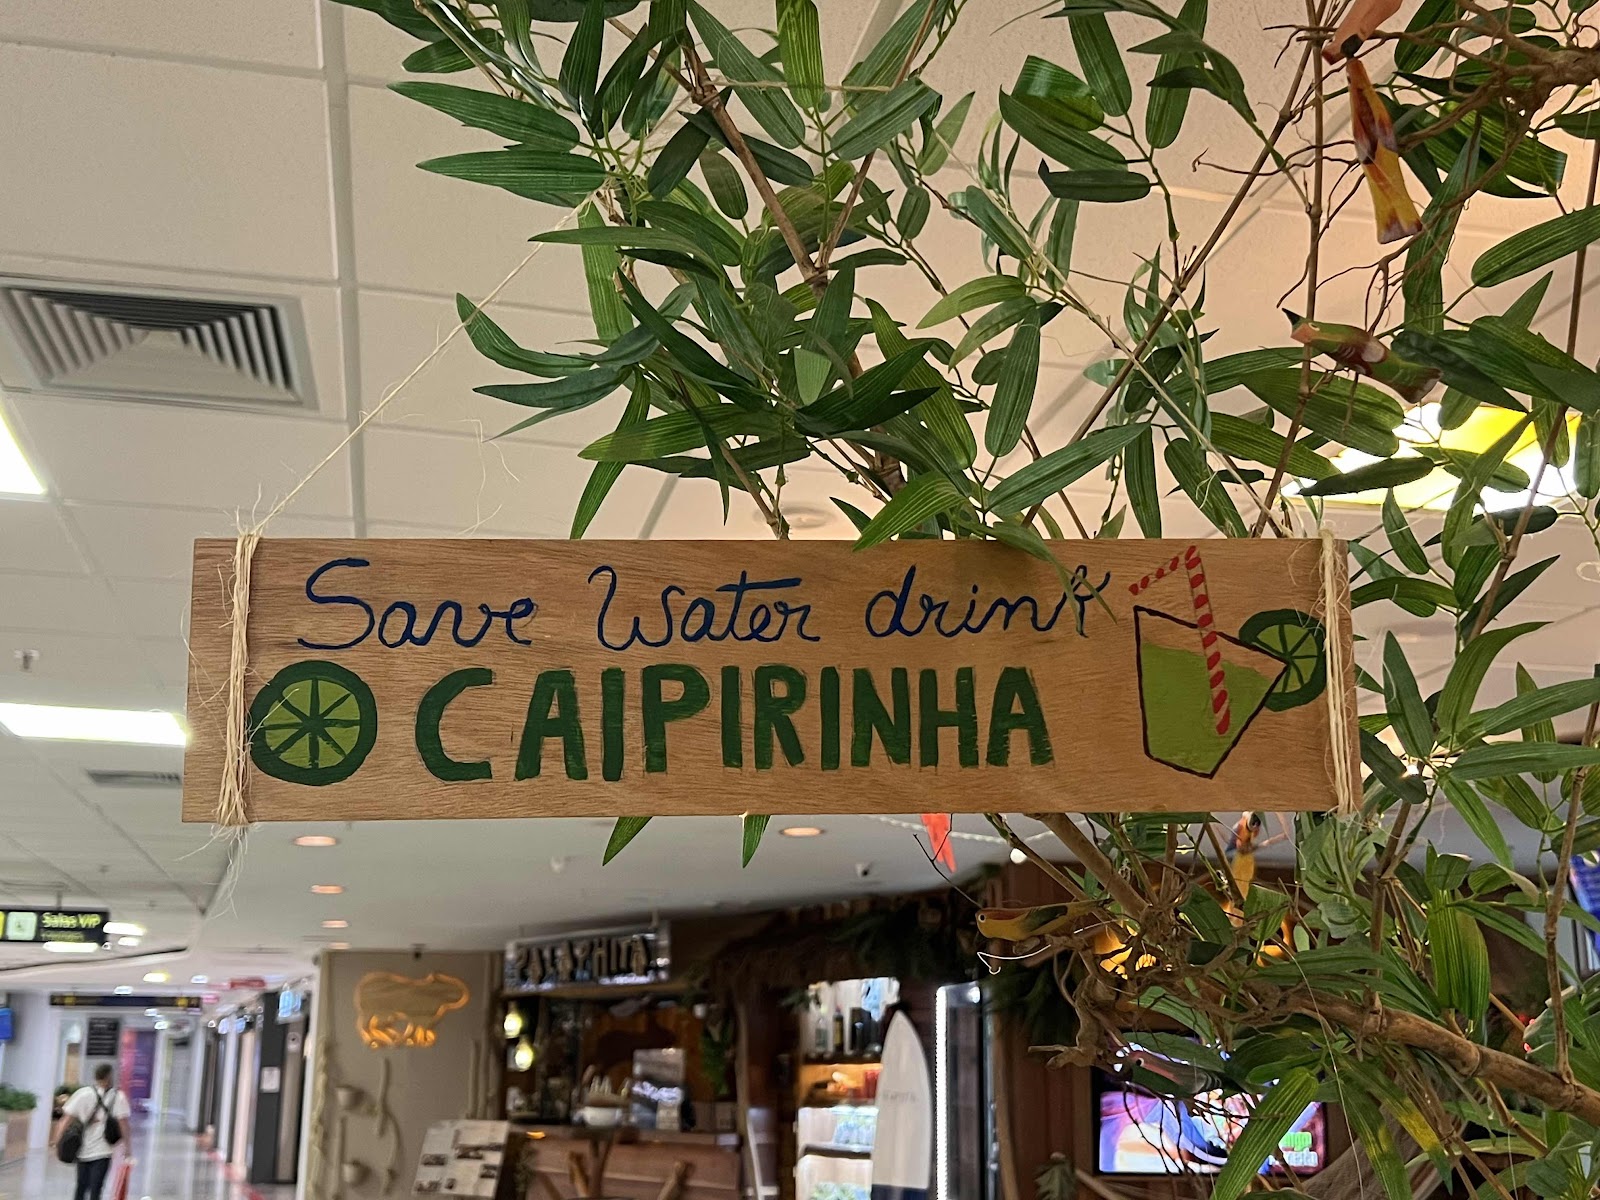 Save Water drink
CAIPIRINHA
Salas VIP